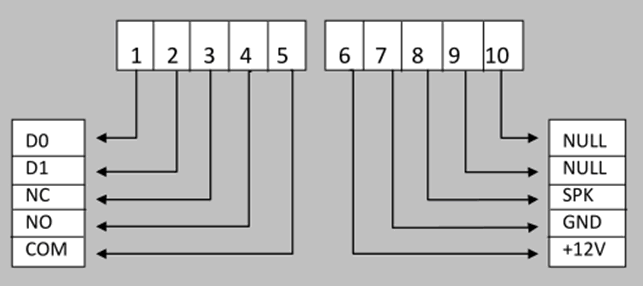 1 2 3 4 5 6 7 8 9 10
D0 NULL
D1 NULL
NC SPK
NO GND
COM +12V